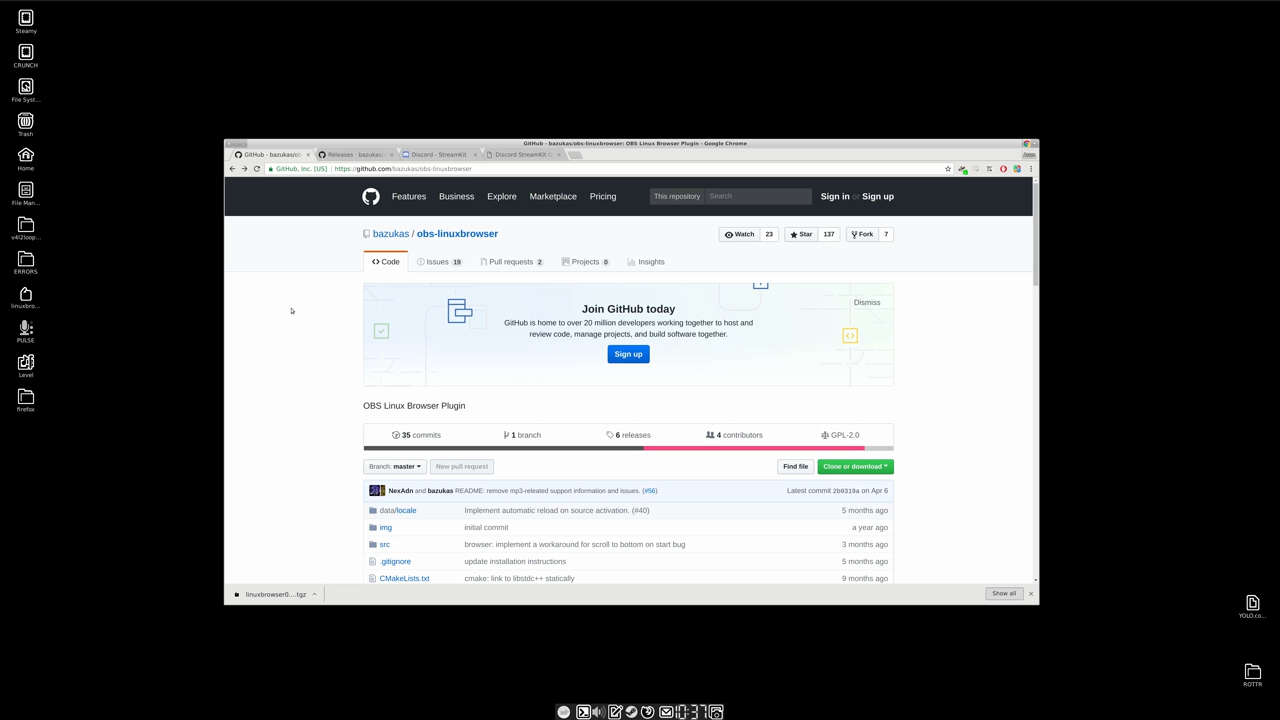 Steamy
CRUNCH
File Syst...
Trash
Home
File Man...
v4l2loop...
ERRORS
linuxbro...
PULSE
Level
firefox
GitHub - bazukas/obs-linuxbrowser: OBS Linux Browser Plugin - Google Chrome
GitHub - bazukas/ob × Releases · bazukas/ × Discord - StreamKit × Discord StreamKit ×
GitHub, Inc. [US] https://github.com/bazukas/obs-linuxbrowser
Features Business Explore Marketplace Pricing This repository Search Sign in or Sign up
bazukas / obs-linuxbrowser Watch 23 Star 137 Fork 7
Code Issues 19 Pull requests 2 Projects 0 Insights
Dismiss
Join GitHub today
GitHub is home to over 20 million developers working together to host and
review code, manage projects, and build software together.
Sign up
OBS Linux Browser Plugin
35 commits 1 branch 6 releases 4 contributors GPL-2.0
Branch: master New pull request Find file Clone or download
NexAdn and bazukas README: remove mp3-releated support information and issues. (#56) Latest commit 2b0319a on Apr 6
data/locale Implement automatic reload on source activation. (#40) 5 months ago
img initial commit a year ago
src browser: implement a workaround for scroll to bottom on start bug 3 months ago
.gitignore update installation instructions 5 months ago
CMakeLists.txt cmake: link to libstdc++ statically 9 months ago
linuxbrowser0....tgz Show all ×
YOLO.co...
ROTTR
10:37